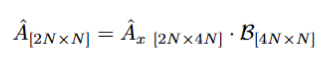 Â[2N×N] = Âx [2N×4N] · ℬ[4N×N]